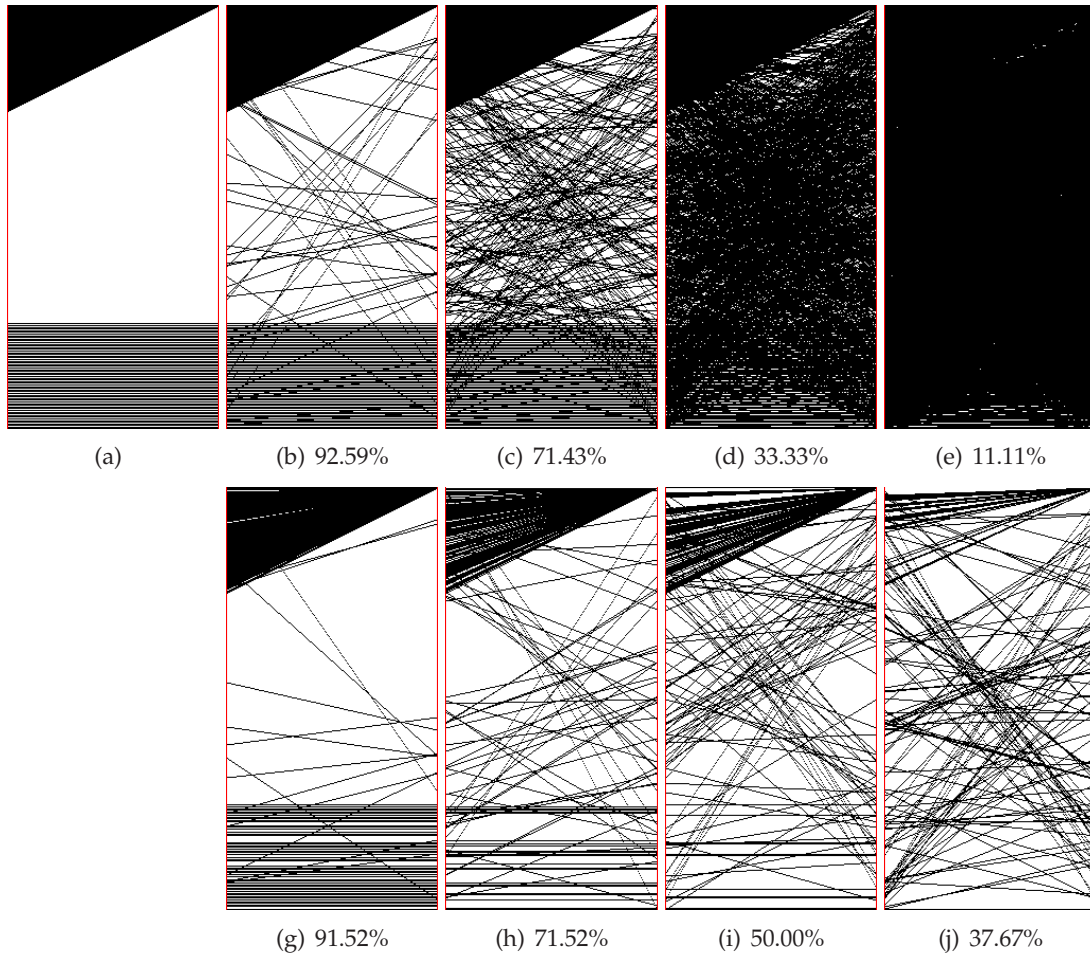 (a)
(b) 92.59%
(c) 71.43%
(d) 33.33%
(e) 11.11%
(g) 91.52%
(h) 71.52%
(i) 50.00%
(j) 37.67%